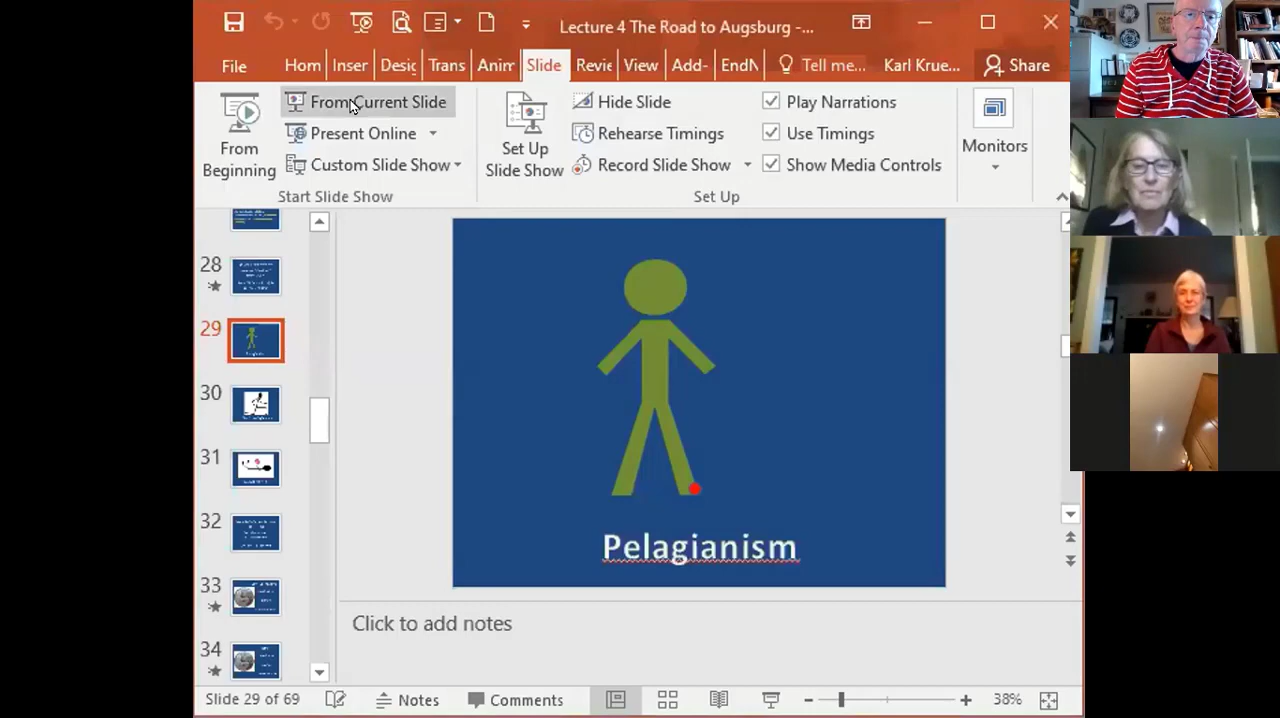 Lecture 4 The Road to Augsburg -...
File Hom Inser Desig Trans Anim Slide Revie View Add- EndN Tell me... Karl Krue... Share
From Beginning
From Current Slide
Present Online
Custom Slide Show
Start Slide Show
Set Up Slide Show
Hide Slide
Rehearse Timings
Record Slide Show
Play Narrations
Use Timings
Show Media Controls
Set Up
Monitors
28
29
30
31
32
33
34
Pelagianism
Click to add notes
Slide 29 of 69
Notes
Comments
38%